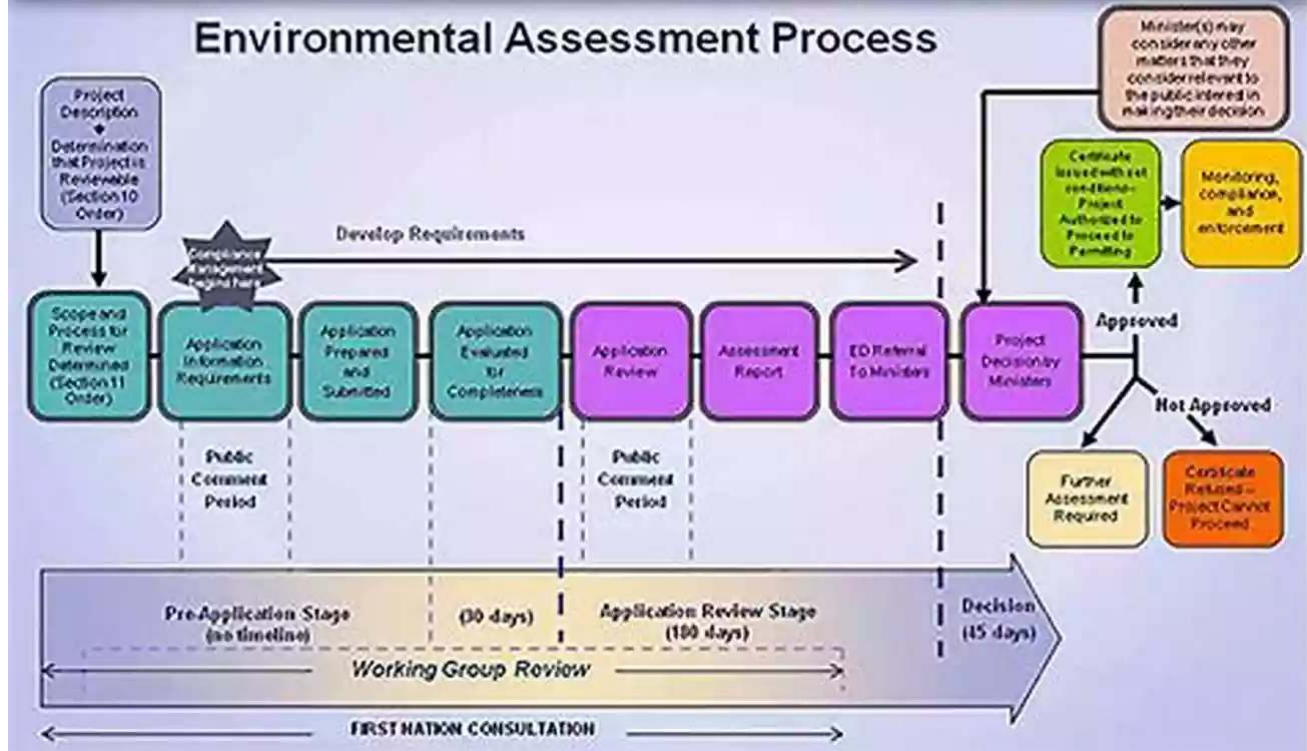 Environmental Assessment Process
Project
Description
+
Determination
that Project is
Reviewable
(Section 10
Order)
Minister(s) may
consider any other
matters that they
consider relevant to
the public interest in
making their decision
Certificate
Issued with set
conditions–
Project
Authorized to
Proceed to
Permitting
Monitoring,
compliance,
and
enforcement
Develop Requirements
Compliance
Management
begins here
Scope and
Process for
Review
Determined
(Section 11
Order)
Application
Information
Requirements
Application
Prepared
and
Submitted
Application
Evaluated
for
Completeness
Application
Review
Assessment
Report
EO Referral
To Ministers
Project
Decision by
Ministers
Approved
Not Approved
Public
Comment
Period
Public
Comment
Period
Further
Assessment
Required
Certificate
Refused –
Project Cannot
Proceed
Pre-Application Stage
(no timeline)
(30 days)
Application Review Stage
(180 days)
Decision
(45 days)
Working Group Review
FIRST NATION CONSULTATION